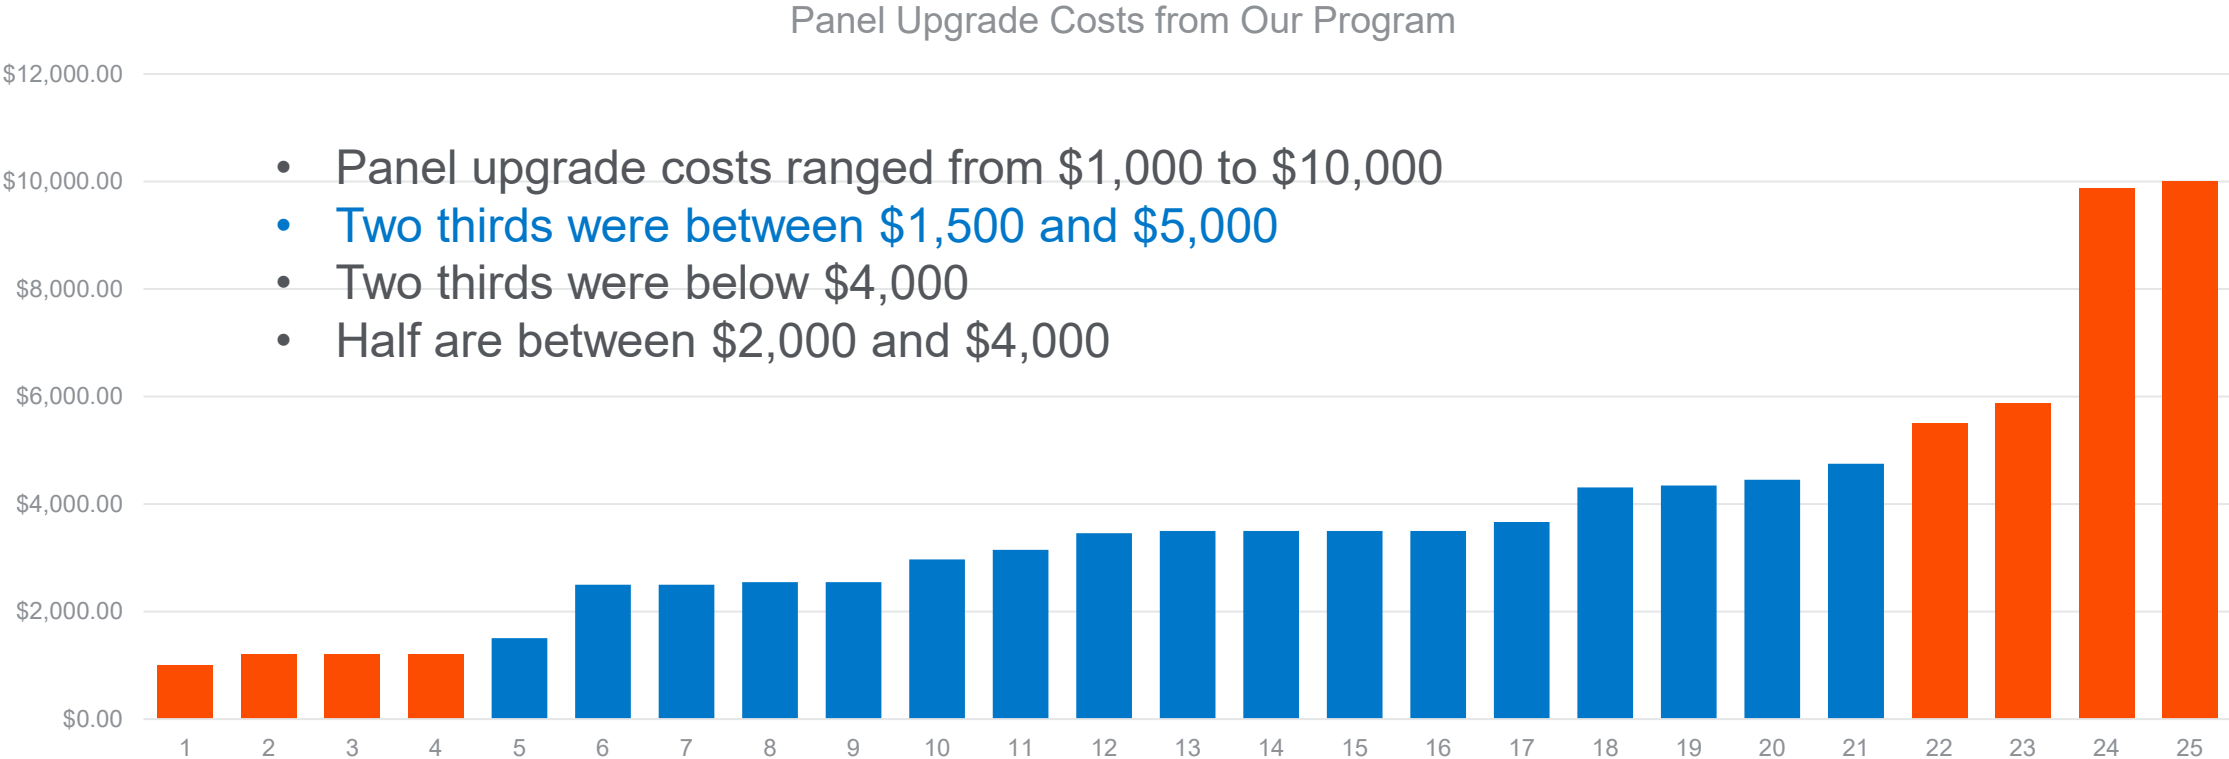 Panel Upgrade Costs from Our Program
$12,000.00
$10,000.00
$8,000.00
$6,000.00
$4,000.00
$2,000.00
$0.00
• Panel upgrade costs ranged from $1,000 to $10,000
• Two thirds were between $1,500 and $5,000
• Two thirds were below $4,000
• Half are between $2,000 and $4,000
1 2 3 4 5 6 7 8 9 10 11 12 13 14 15 16 17 18 19 20 21 22 23 24 25